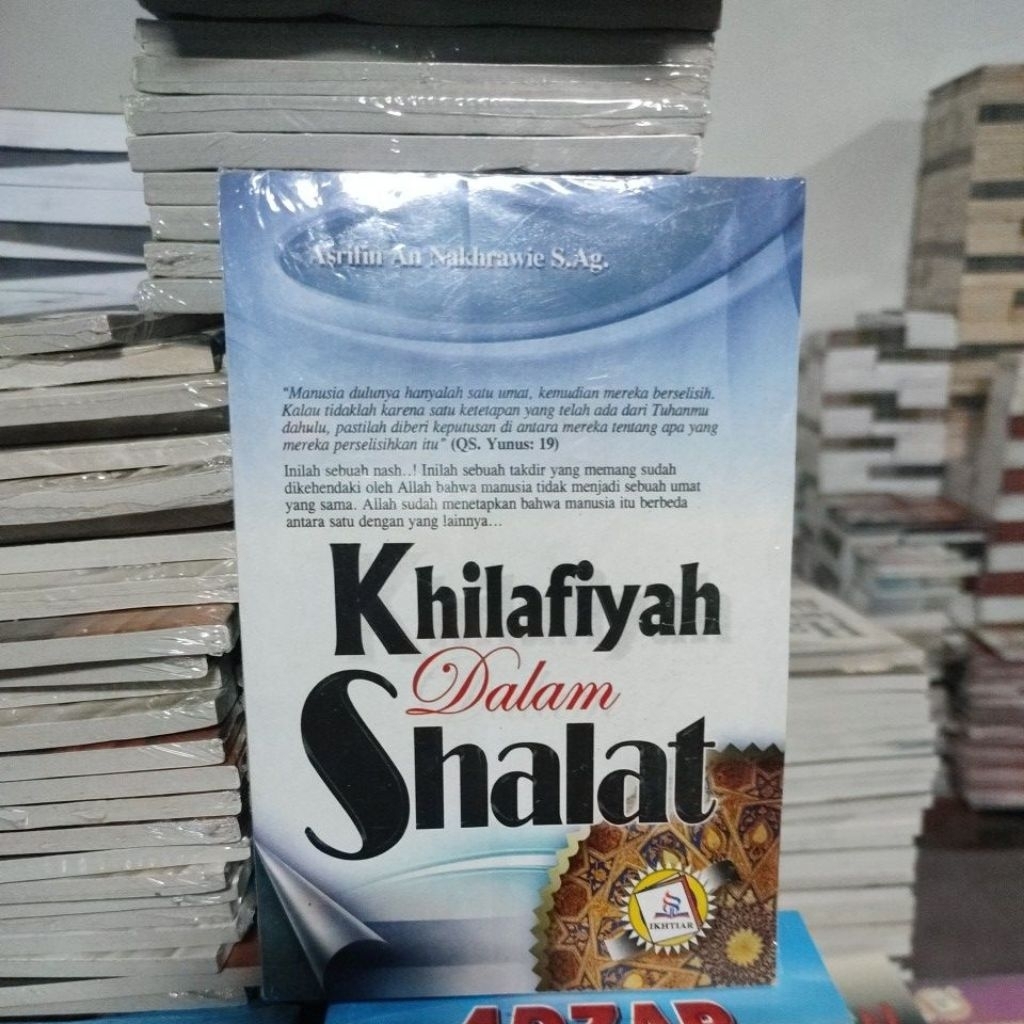 Asrifin An Nakhrawie S.Ag.
"Manusia dulunya hanyalah satu umat, kemudian mereka berselisih.
Kalau tidaklah karena satu ketetapan yang telah ada dari Tuhanmu
dahulu, pastilah diberi keputusan di antara mereka tentang apa yang
mereka perselisihkan itu" (QS. Yunus: 19)
Inilah sebuah nash..! Inilah sebuah takdir yang memang sudah
dikehendaki oleh Allah bahwa manusia tidak menjadi sebuah umat
yang sama. Allah sudah menetapkan bahwa manusia itu berbeda
antara satu dengan yang lainnya...
Khilafiyah
Dalam
Shalat
IKHTIAR